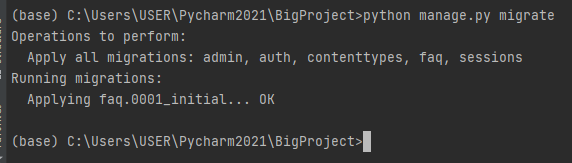 (base) C:\Users\USER\Pycharm2021\BigProject>python manage.py migrate
Operations to perform:
  Apply all migrations: admin, auth, contenttypes, faq, sessions
Running migrations:
  Applying faq.0001_initial... OK
(base) C:\Users\USER\Pycharm2021\BigProject>